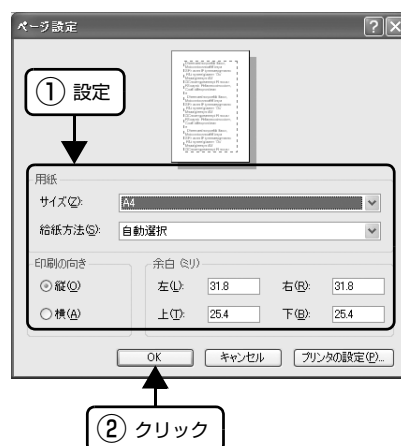 ページ設定
① 設定
用紙
サイズ(Z): A4
給紙方法(S): 自動選択
印刷の向き
余白 (ミリ)
縦(O)
左(L): 31.8 右(R): 31.8
横(A)
上(T): 25.4 下(B): 25.4
OK キャンセル プリンタの設定(P)...
② クリック